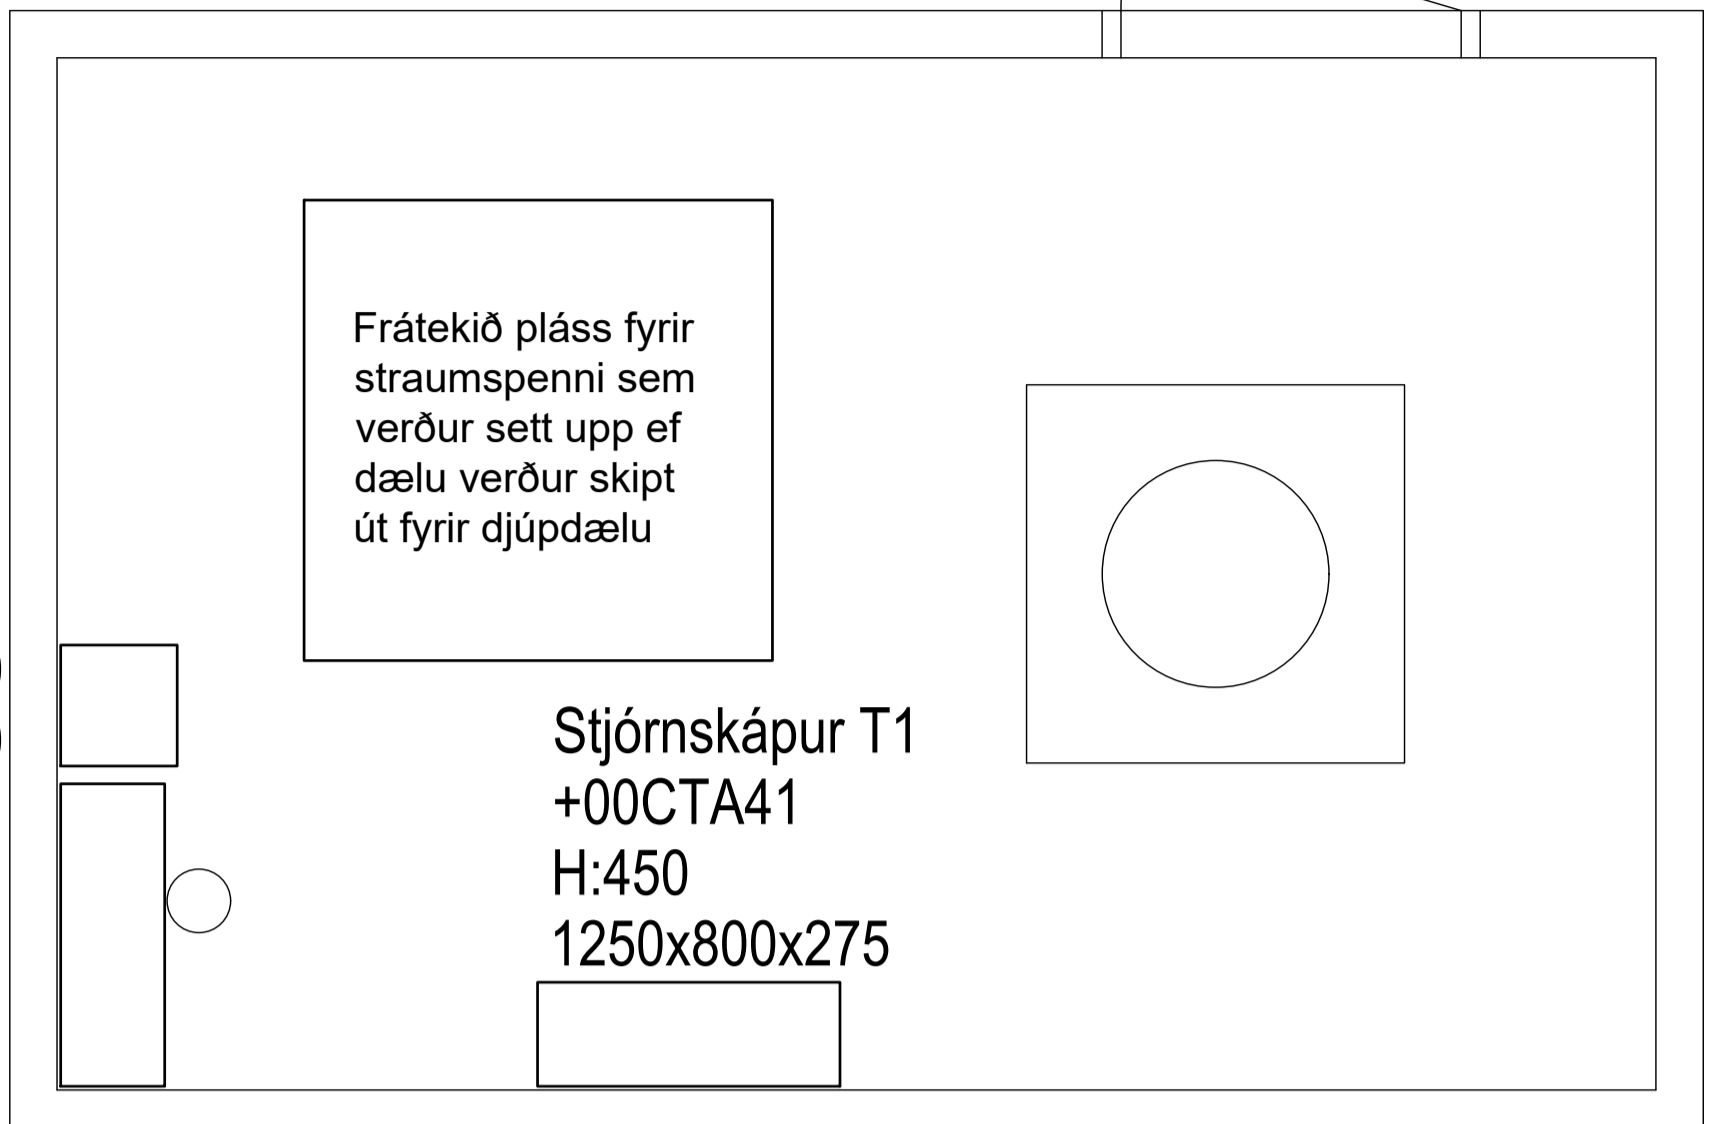 Frátekið pláss fyrir
straumspenni sem
verður sett upp ef
dælu verður skipt
út fyrir djúpdælu
Stjórnskápur T1
+00CTA41
H:450
1250x800x275